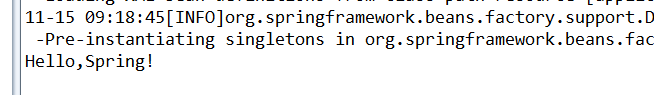 11-15 09:18:45[INFO]org.springframework.beans.factory.support.D
-Pre-instantiating singletons in org.springframework.beans.fac
Hello,Spring!